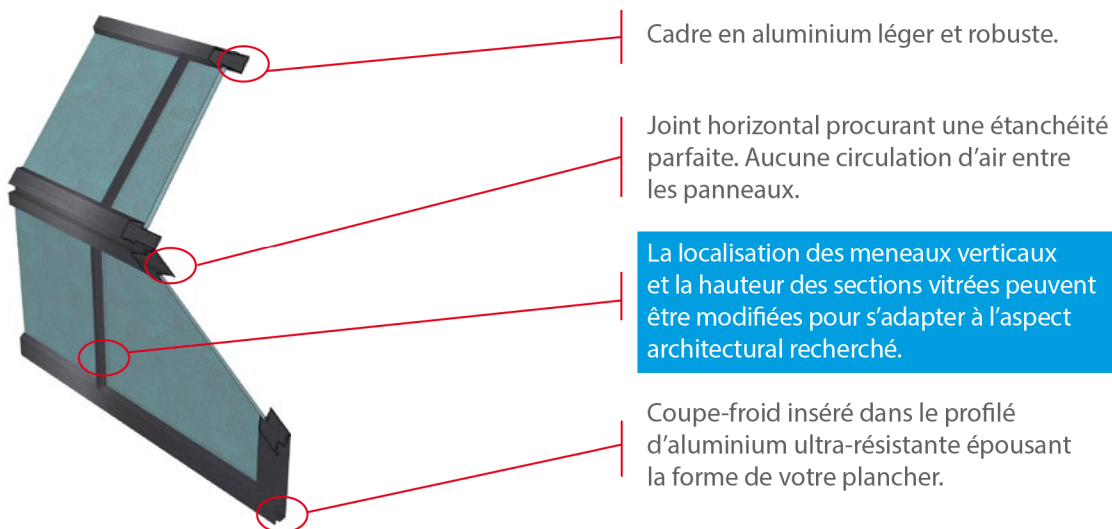 Cadre en aluminium léger et robuste.
Joint horizontal procurant une étanchéité
parfaite. Aucune circulation d’air entre
les panneaux.
La localisation des meneaux verticaux
et la hauteur des sections vitrées peuvent
être modifiées pour s’adapter à l’aspect
architectural recherché.
Coupe-froid inséré dans le profilé
d’aluminium ultra-résistante épousant
la forme de votre plancher.